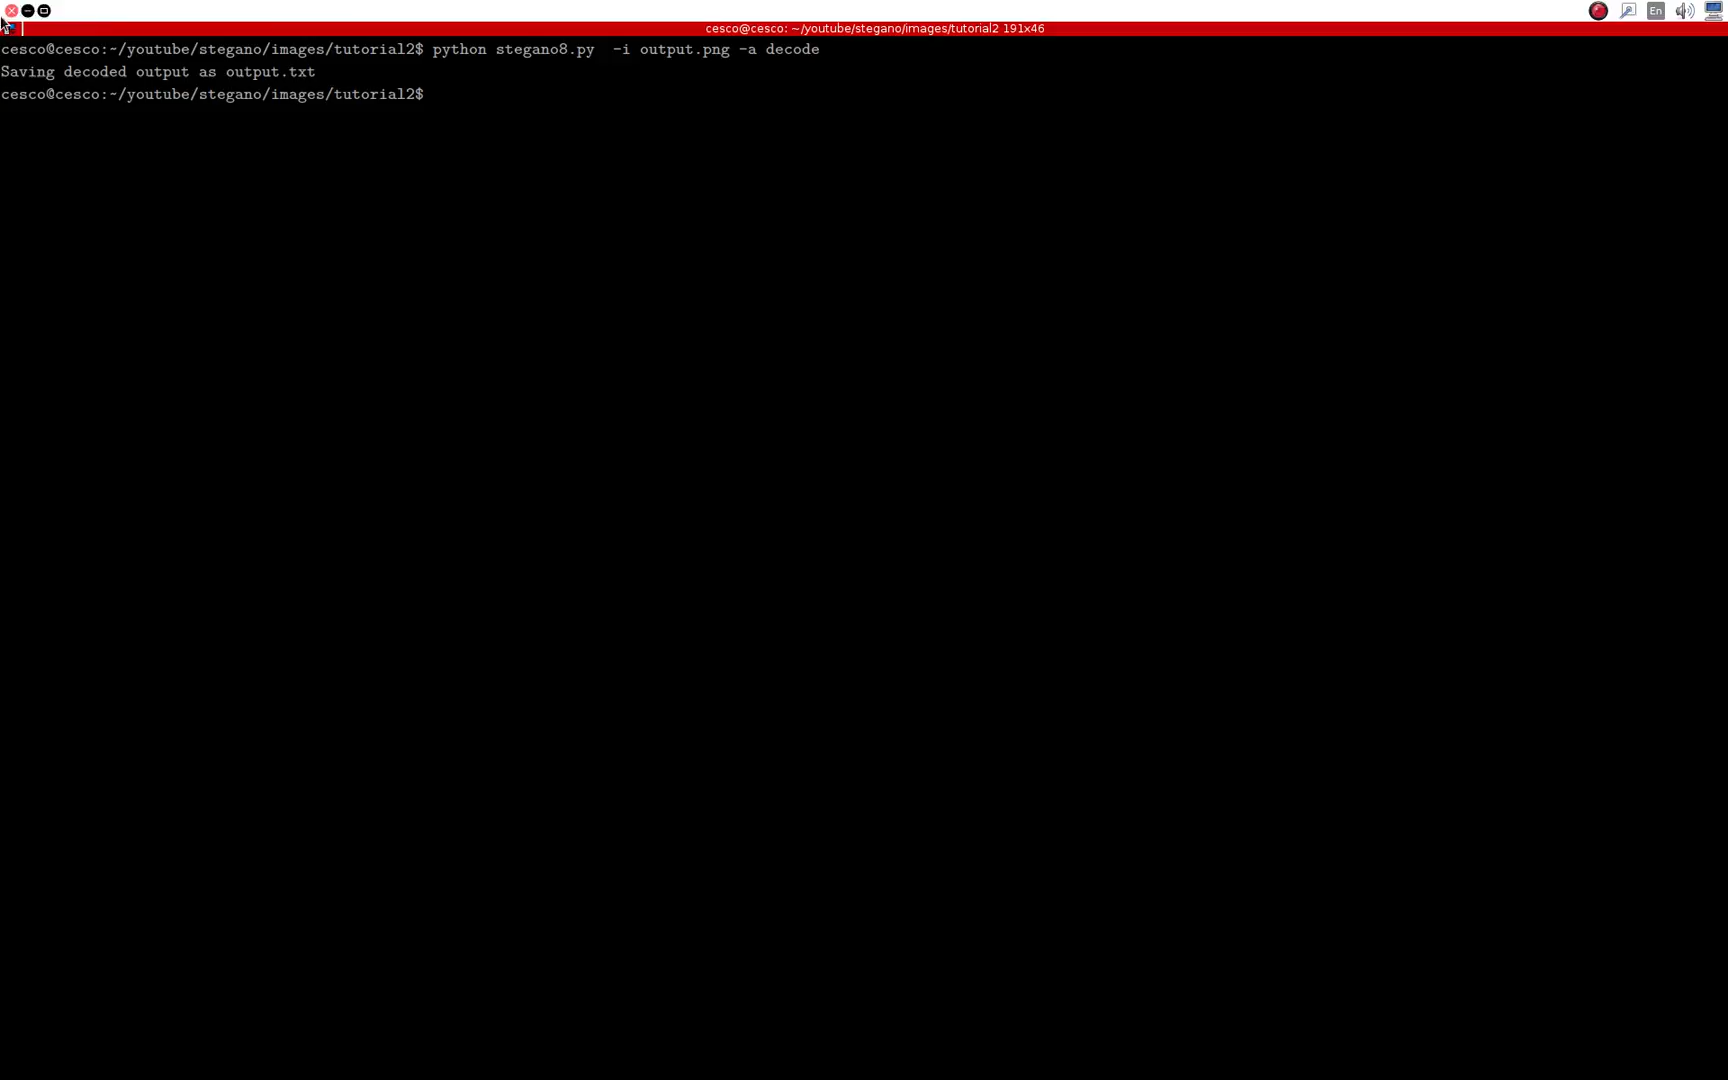 En
cesco@cesco: ~/youtube/stegano/images/tutorial2 191x46
cesco@cesco:~/youtube/stegano/images/tutorial2$ python stegano8.py  -i output.png -a decode
Saving decoded output as output.txt
cesco@cesco:~/youtube/stegano/images/tutorial2$